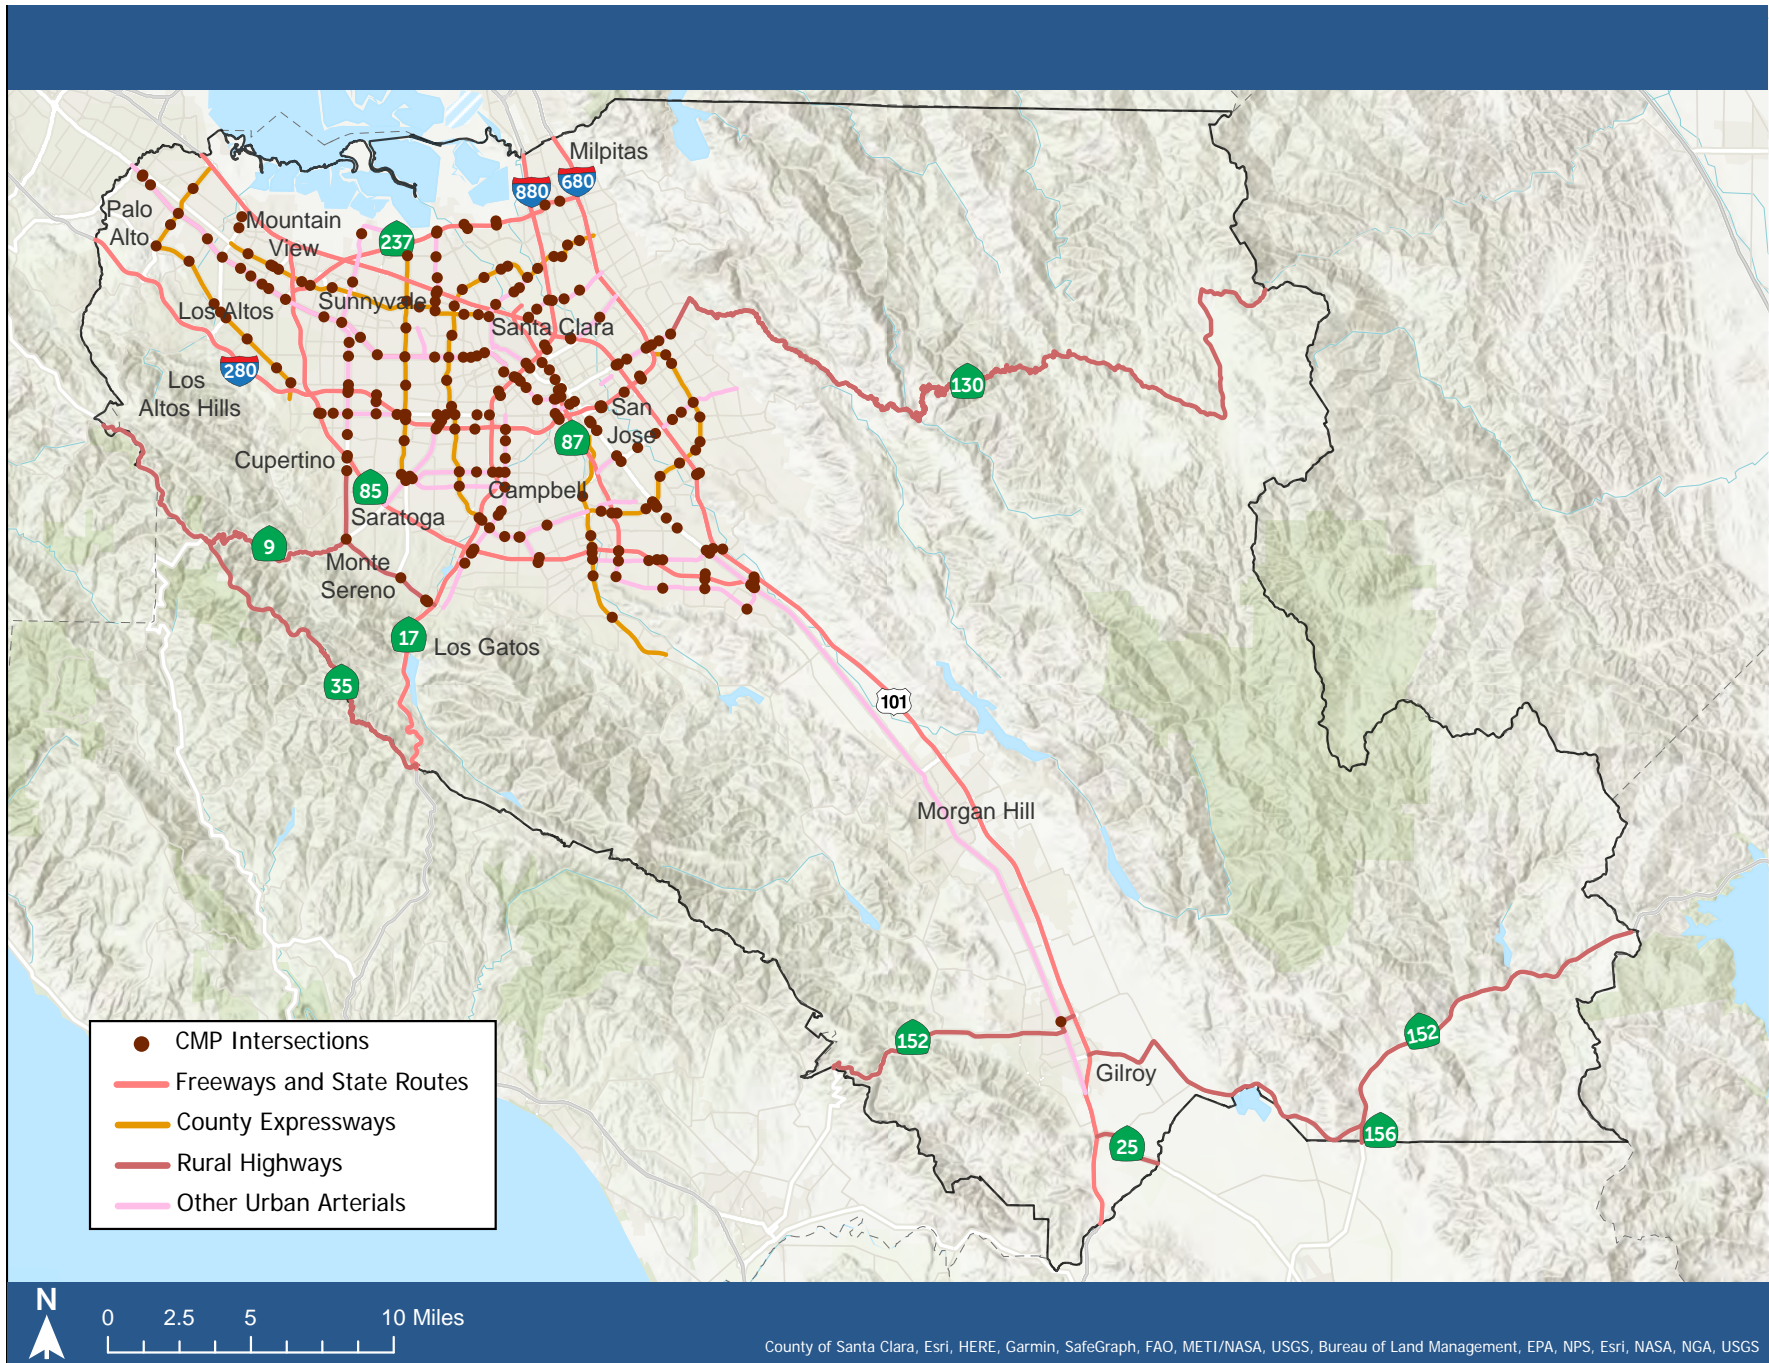 Milpitas
880
680
Palo
Alto
Mountain
View
237
Los Altos
Sunnyvale
Santa Clara
280
Los
Altos Hills
130
San
Jose
87
Cupertino
85
Campbell
Saratoga
9
Monte
Sereno
17
Los Gatos
35
101
Morgan Hill
152
152
Gilroy
156
25
CMP Intersections
Freeways and State Routes
County Expressways
Rural Highways
Other Urban Arterials
N
0 2.5 5 10 Miles
County of Santa Clara, Esri, HERE, Garmin, SafeGraph, FAO, METI/NASA, USGS, Bureau of Land Management, EPA, NPS, Esri, NASA, NGA, USGS